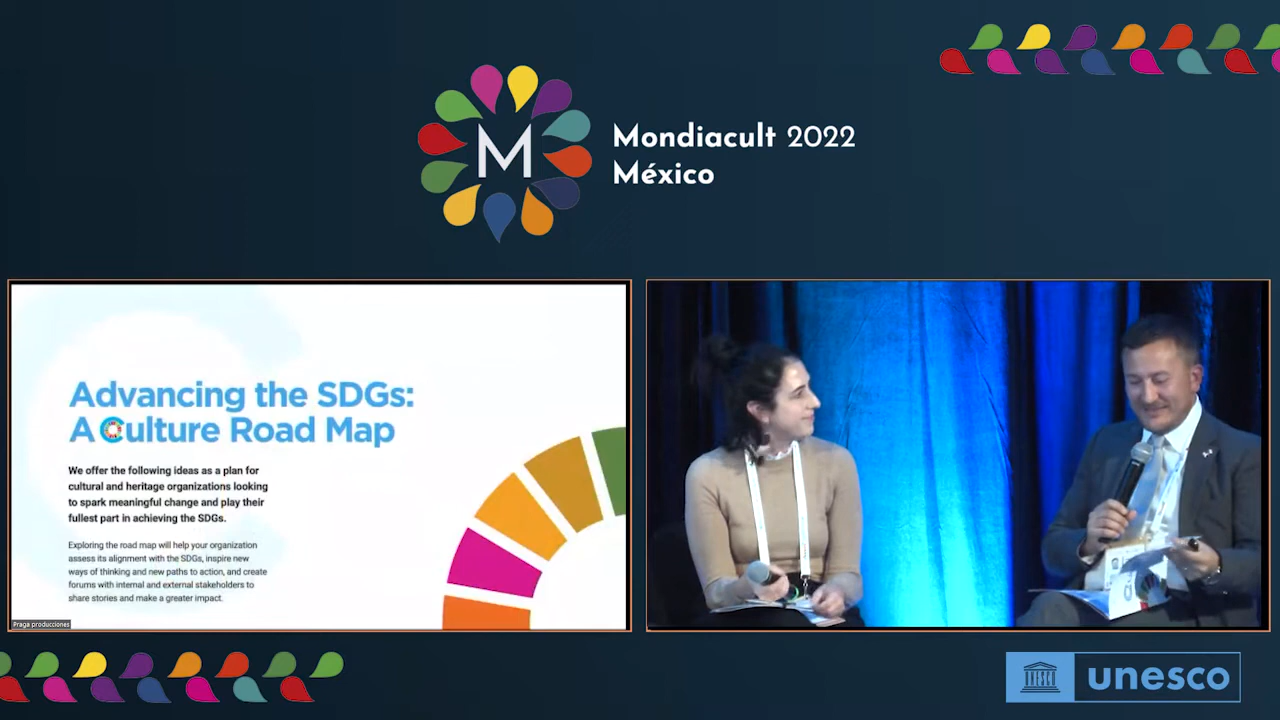 M
Mondiacult 2022
México
Advancing the SDGs:
A Culture Road Map
We offer the following ideas as a plan for
cultural and heritage organizations looking
to spark meaningful change and play their
fullest part in achieving the SDGs.
Exploring the road map will help your organization
assess its alignment with the SDGs, inspire new
ways of thinking and new paths to action, and create
forums with internal and external stakeholders to
share stories and make a greater impact.
Praga producciones
UNESCO
unesco